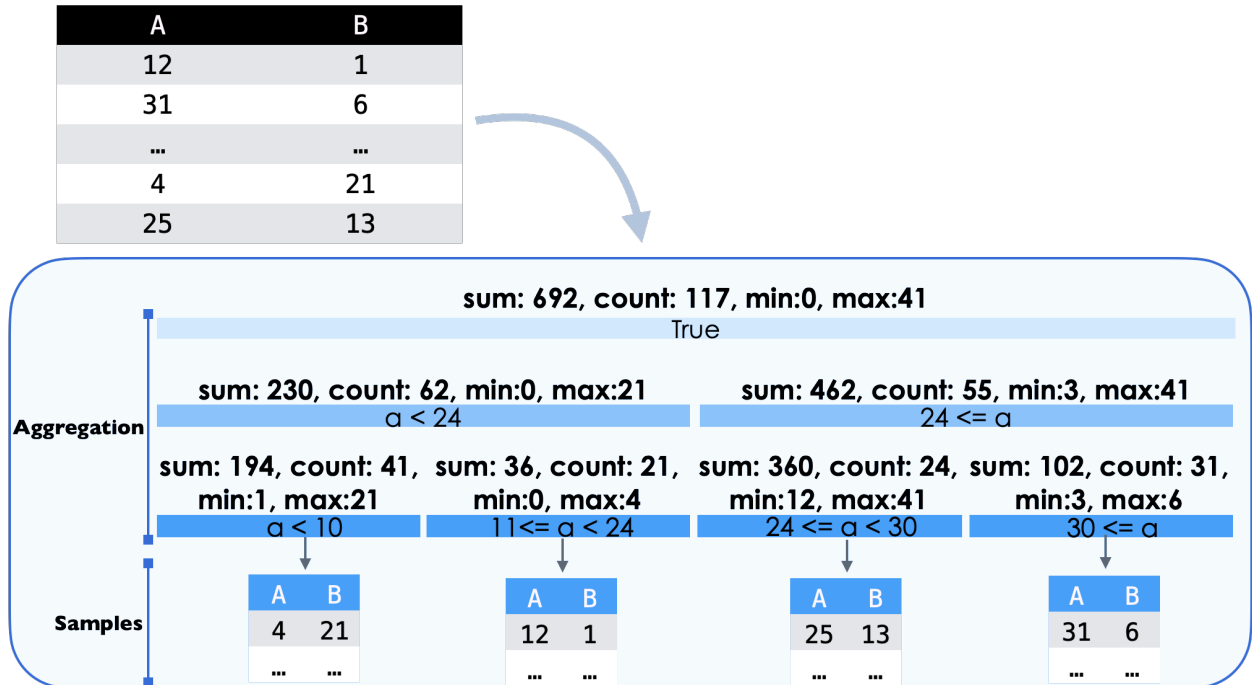 A B
12 1
31 6
... ...
4 21
25 13
sum: 692, count: 117, min:0, max:41
True
sum: 230, count: 62, min:0, max:21
a < 24
sum: 462, count: 55, min:3, max:41
24 <= a
Aggregation
sum: 194, count: 41,
min:1, max:21
a < 10
sum: 36, count: 21,
min:0, max:4
11<= a < 24
sum: 360, count: 24,
min:12, max:41
24 <= a < 30
sum: 102, count: 31,
min:3, max:6
30 <= a
Samples
A B
4 21
... ...
A B
12 1
... ...
A B
25 13
... ...
A B
31 6
... ...